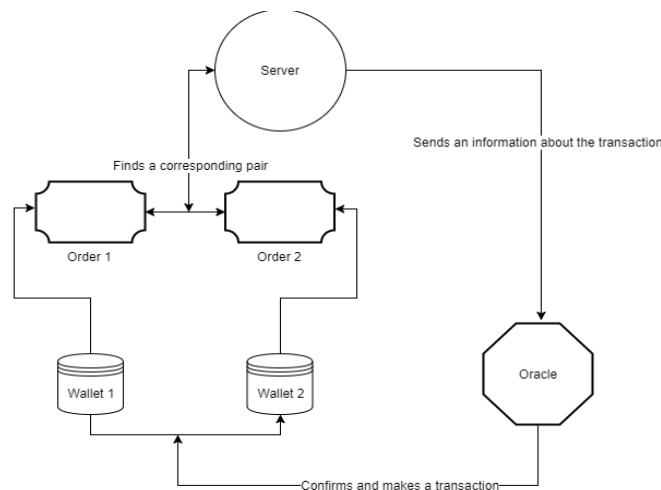 Server
Sends an information about the transaction
Finds a corresponding pair
Order 1
Order 2
Oracle
Wallet 1
Wallet 2
Confirms and makes a transaction